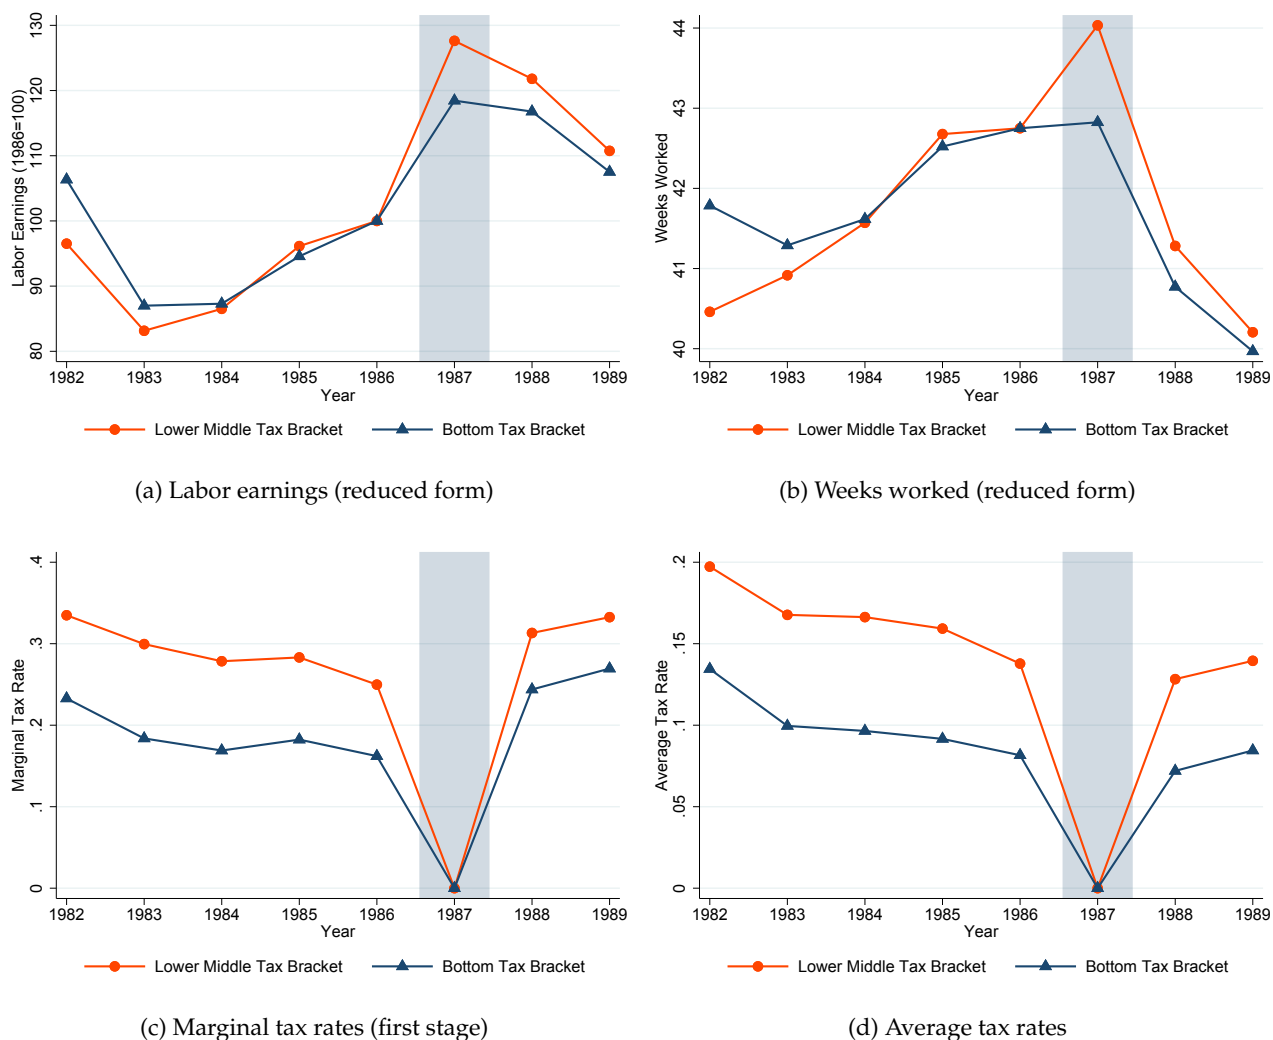 Labor Earnings (1986=100)
130
120
110
100
90
80
1982 1983 1984 1985 1986 1987 1988 1989
Year
Lower Middle Tax Bracket Bottom Tax Bracket
(a) Labor earnings (reduced form)
Weeks Worked
44
43
42
41
40
1982 1983 1984 1985 1986 1987 1988 1989
Year
Lower Middle Tax Bracket Bottom Tax Bracket
(b) Weeks worked (reduced form)
Marginal Tax Rate
.4
.3
.2
.1
0
1982 1983 1984 1985 1986 1987 1988 1989
Year
Lower Middle Tax Bracket Bottom Tax Bracket
(c) Marginal tax rates (first stage)
Average Tax Rate
.2
.15
.1
.05
0
1982 1983 1984 1985 1986 1987 1988 1989
Year
Lower Middle Tax Bracket Bottom Tax Bracket
(d) Average tax rates